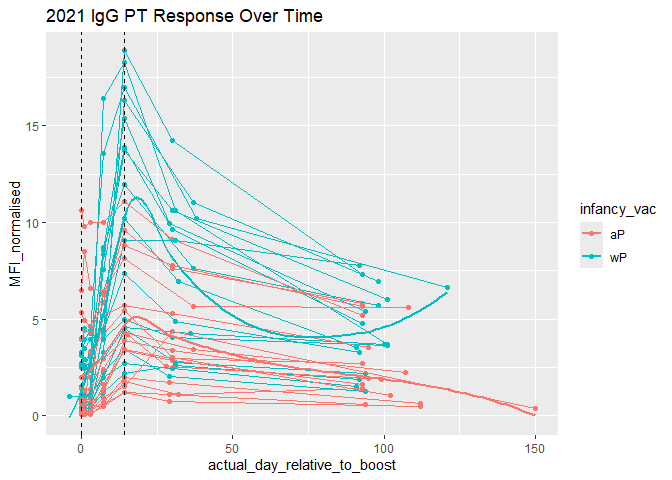 2021 IgG PT Response Over Time
MFI_normalised
15
10
5
0
0
50
100
150
actual_day_relative_to_boost
infancy_vac
aP
wP